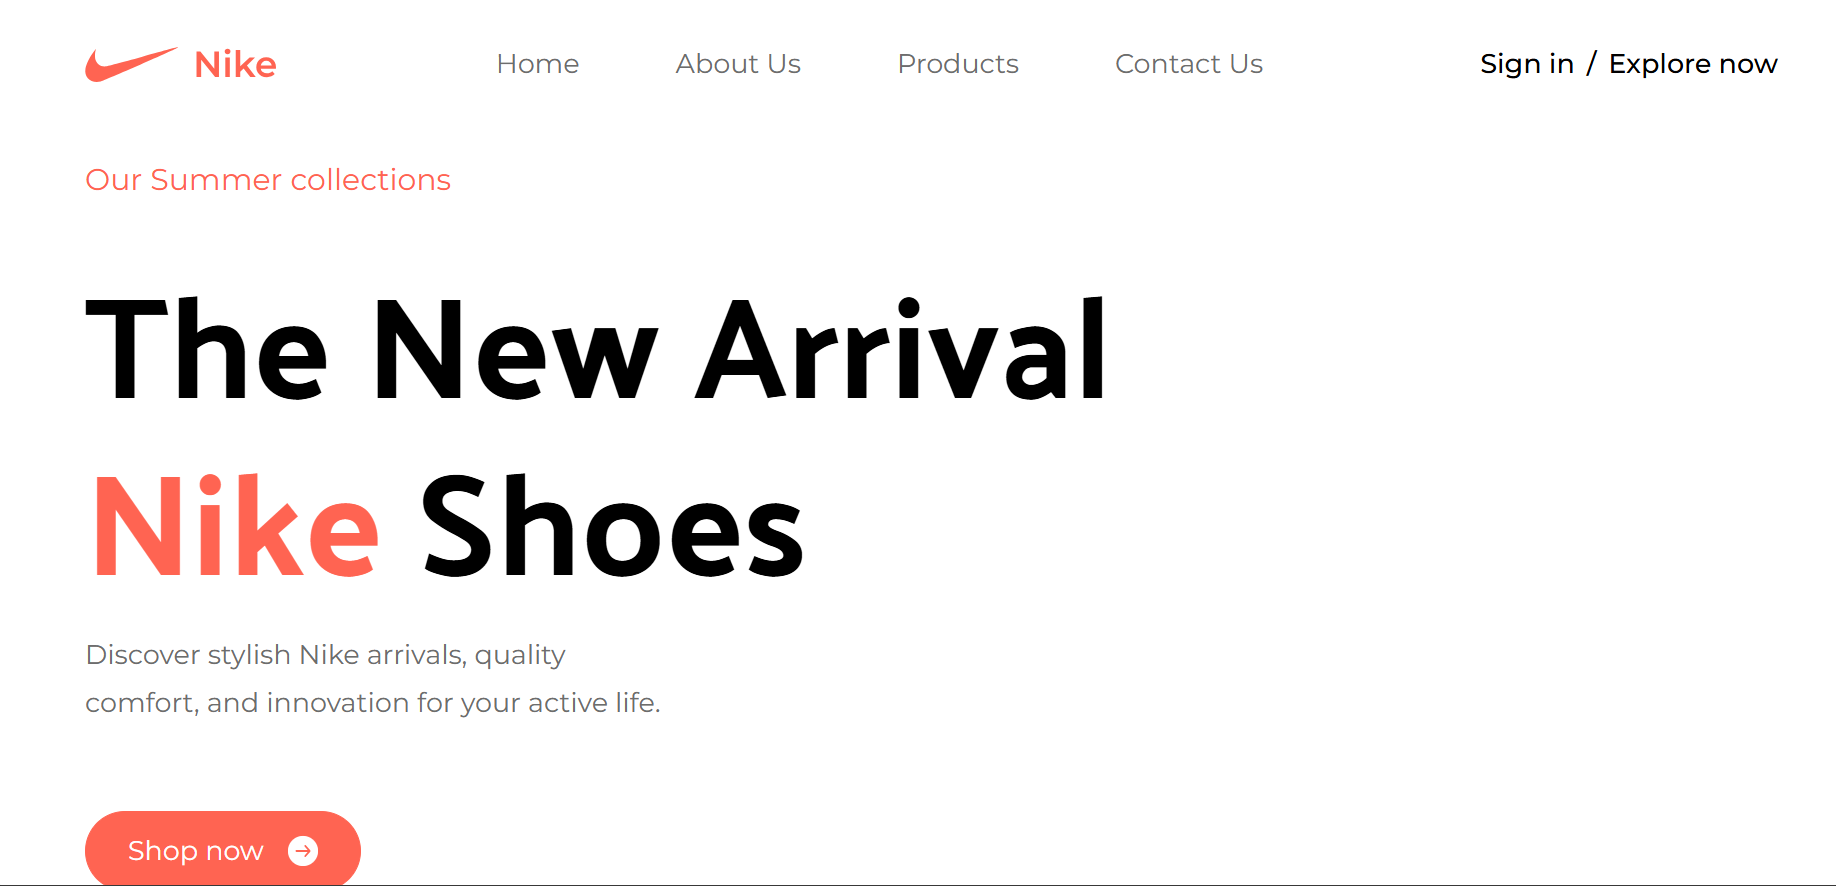 Nike
Home
About Us
Products
Contact Us
Sign in / Explore now
Our Summer collections
The New Arrival
Nike Shoes
Discover stylish Nike arrivals, quality
comfort, and innovation for your active life.
Shop now